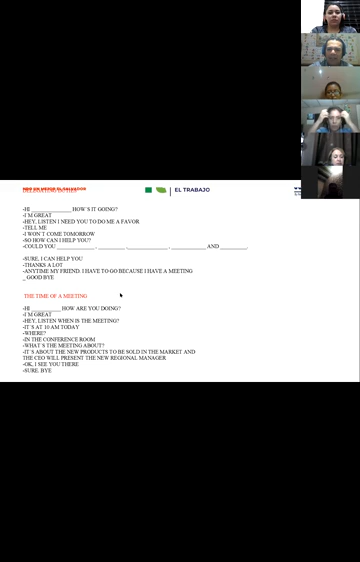 EL TRABAJO
-HI _______________ HOW´S IT GOING?
-I´M GREAT
-HEY, LISTEN I NEED YOU TO DO ME A FAVOR
-TELL ME
-I WON´T COME TOMORROW
-SO HOW CAN I HELP YOU?
-COULD YOU ______________, __________ ,______________, _____________ AND __________.
-SURE, I CAN HELP YOU
-THANKS A LOT
-ANYTIME MY FRIEND. I HAVE TO GO BECAUSE I HAVE A MEETING
_ GOOD BYE
THE TIME OF A MEETING
-HI ___________ HOW ARE YOU DOING?
-I´M GREAT
-HEY, LISTEN WHEN IS THE MEETING?
-IT´S AT 10 AM TODAY
-WHERE?
-IN THE CONFERENCE ROOM
-WHAT´S THE MEETING ABOUT?
-IT´S ABOUT THE NEW PRODUCTS TO BE SOLD IN THE MARKET AND
THE CEO WILL PRESENT THE NEW REGIONAL MANAGER
-OK, I SEE YOU THERE
-SURE. BYE